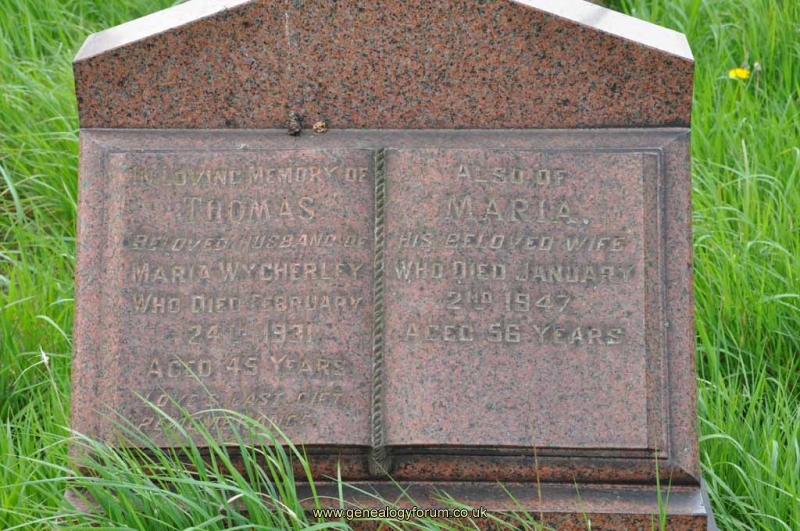 IN LOVING MEMORY OF
THOMAS
BELOVED HUSBAND OF
MARIA WYCHERLEY
WHO DIED FEBRUARY
24TH 1931
AGED 45 YEARS
LOVE'S LAST GIFT
REMEMBRANCE
ALSO OF
MARIA.
HIS BELOVED WIFE
WHO DIED JANUARY
2ND 1947
AGED 56 YEARS
www.genealogyforum.co.uk